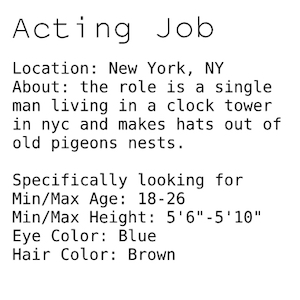 Acting Job
Location: New York, NY
About: the role is a single
man living in a clock tower
in nyc and makes hats out of
old pigeons nests.
Specifically looking for
Min/Max Age: 18-26
Min/Max Height: 5'6"-5'10"
Eye Color: Blue
Hair Color: Brown